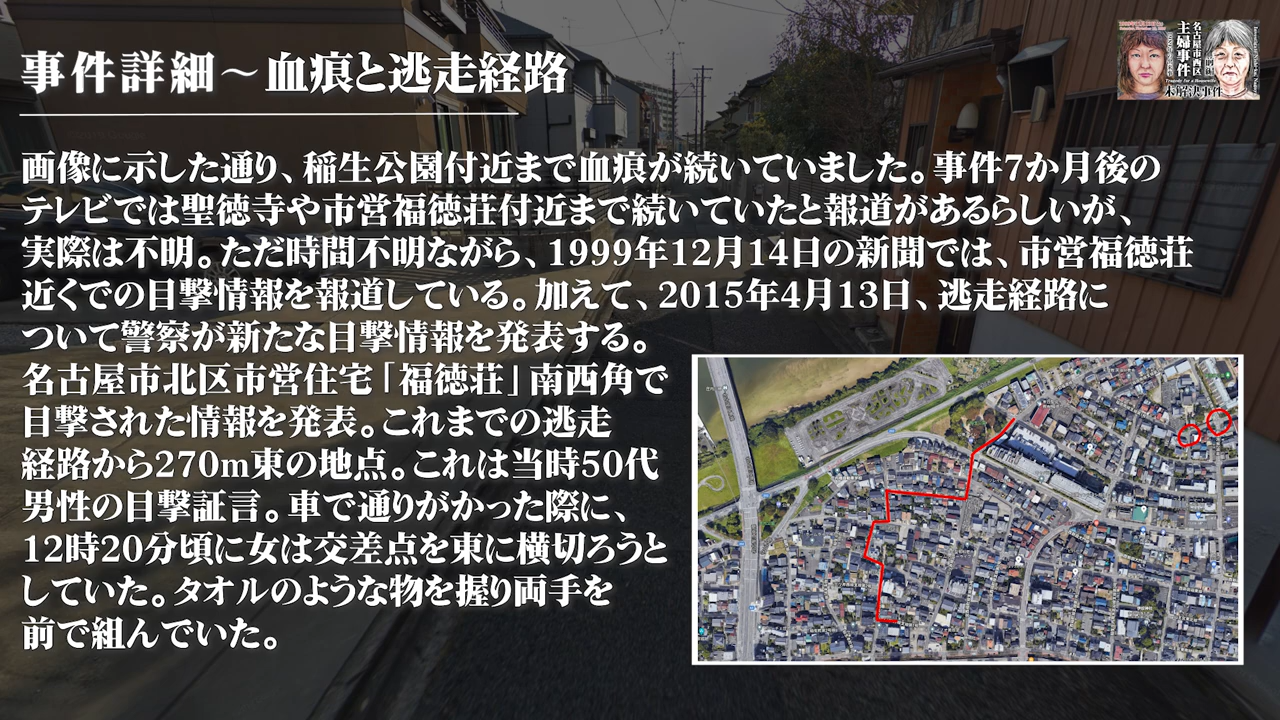 事件詳細～血痕と逃走経路
名古屋市西区
主婦事件
未解決事件
画像に示した通り、稲生公園付近まで血痕が続いていました。事件7か月後の
テレビでは聖徳寺や市営福徳荘付近まで続いていたと報道があるらしいが、
実際は不明。ただ時間不明ながら、1999年12月14日の新聞では、市営福徳荘
近くでの目撃情報を報道している。加えて、2015年4月13日、逃走経路に
ついて警察が新たな目撃情報を発表する。
名古屋市北区市営住宅「福徳荘」南西角で
目撃された情報を発表。これまでの逃走
経路から270m東の地点。これは当時50代
男性の目撃証言。車で通りがかった際に、
12時20分頃に女は交差点を東に横切ろうと
していた。タオルのような物を握り両手を
前で組んでいた。